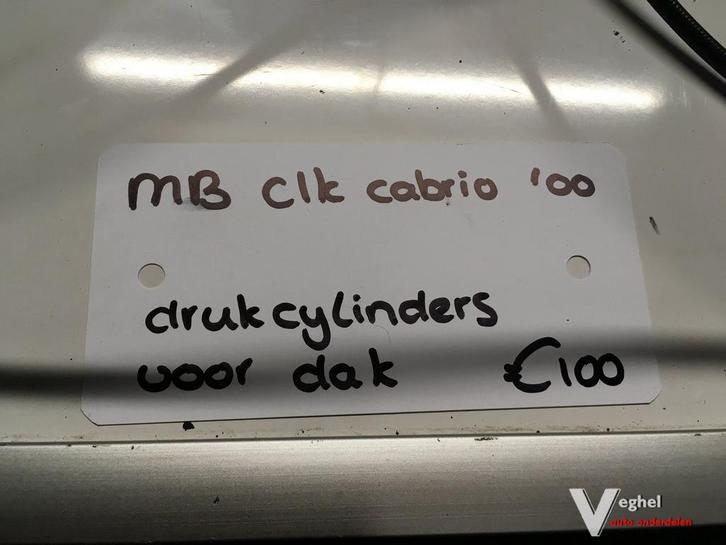 MB Clk cabrio '00
drukcylinders
voor dak €100
Veghel
auto onderdelen